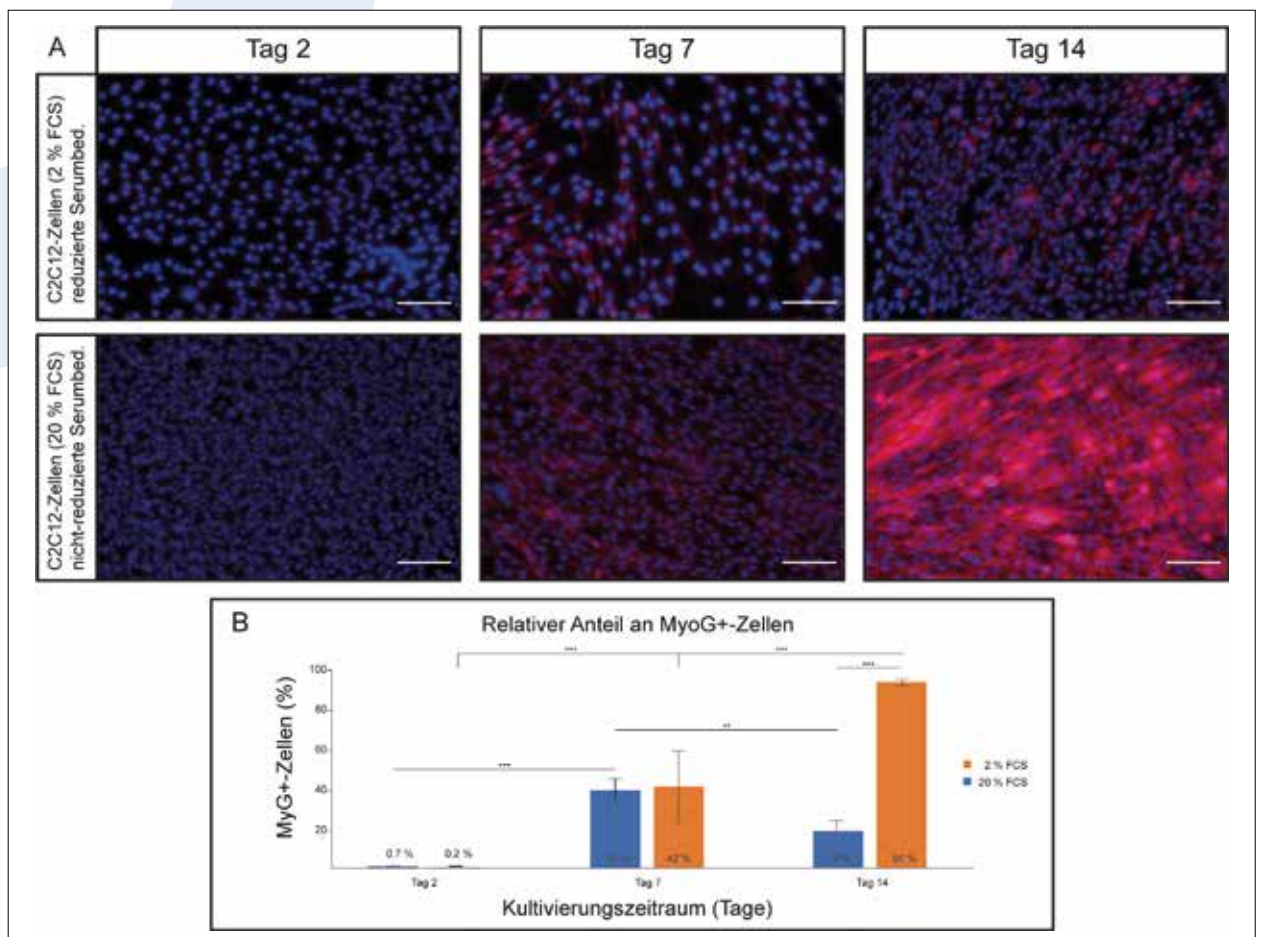 A
Tag 2
Tag 7
Tag 14
C2C12-Zellen (2 % FCS)
reduzierte Serumbed.
C2C12-Zellen (20 % FCS)
nicht-reduzierte Serumbed.
B
Relativer Anteil an MyoG+-Zellen
MyG+-Zellen (%)
100
80
60
40
20
***
***
***
**
***
0.7 %
0.2 %
42 %
2 % FCS
20 % FCS
Tag 2
Tag 7
Tag 14
Kultivierungszeitraum (Tage)